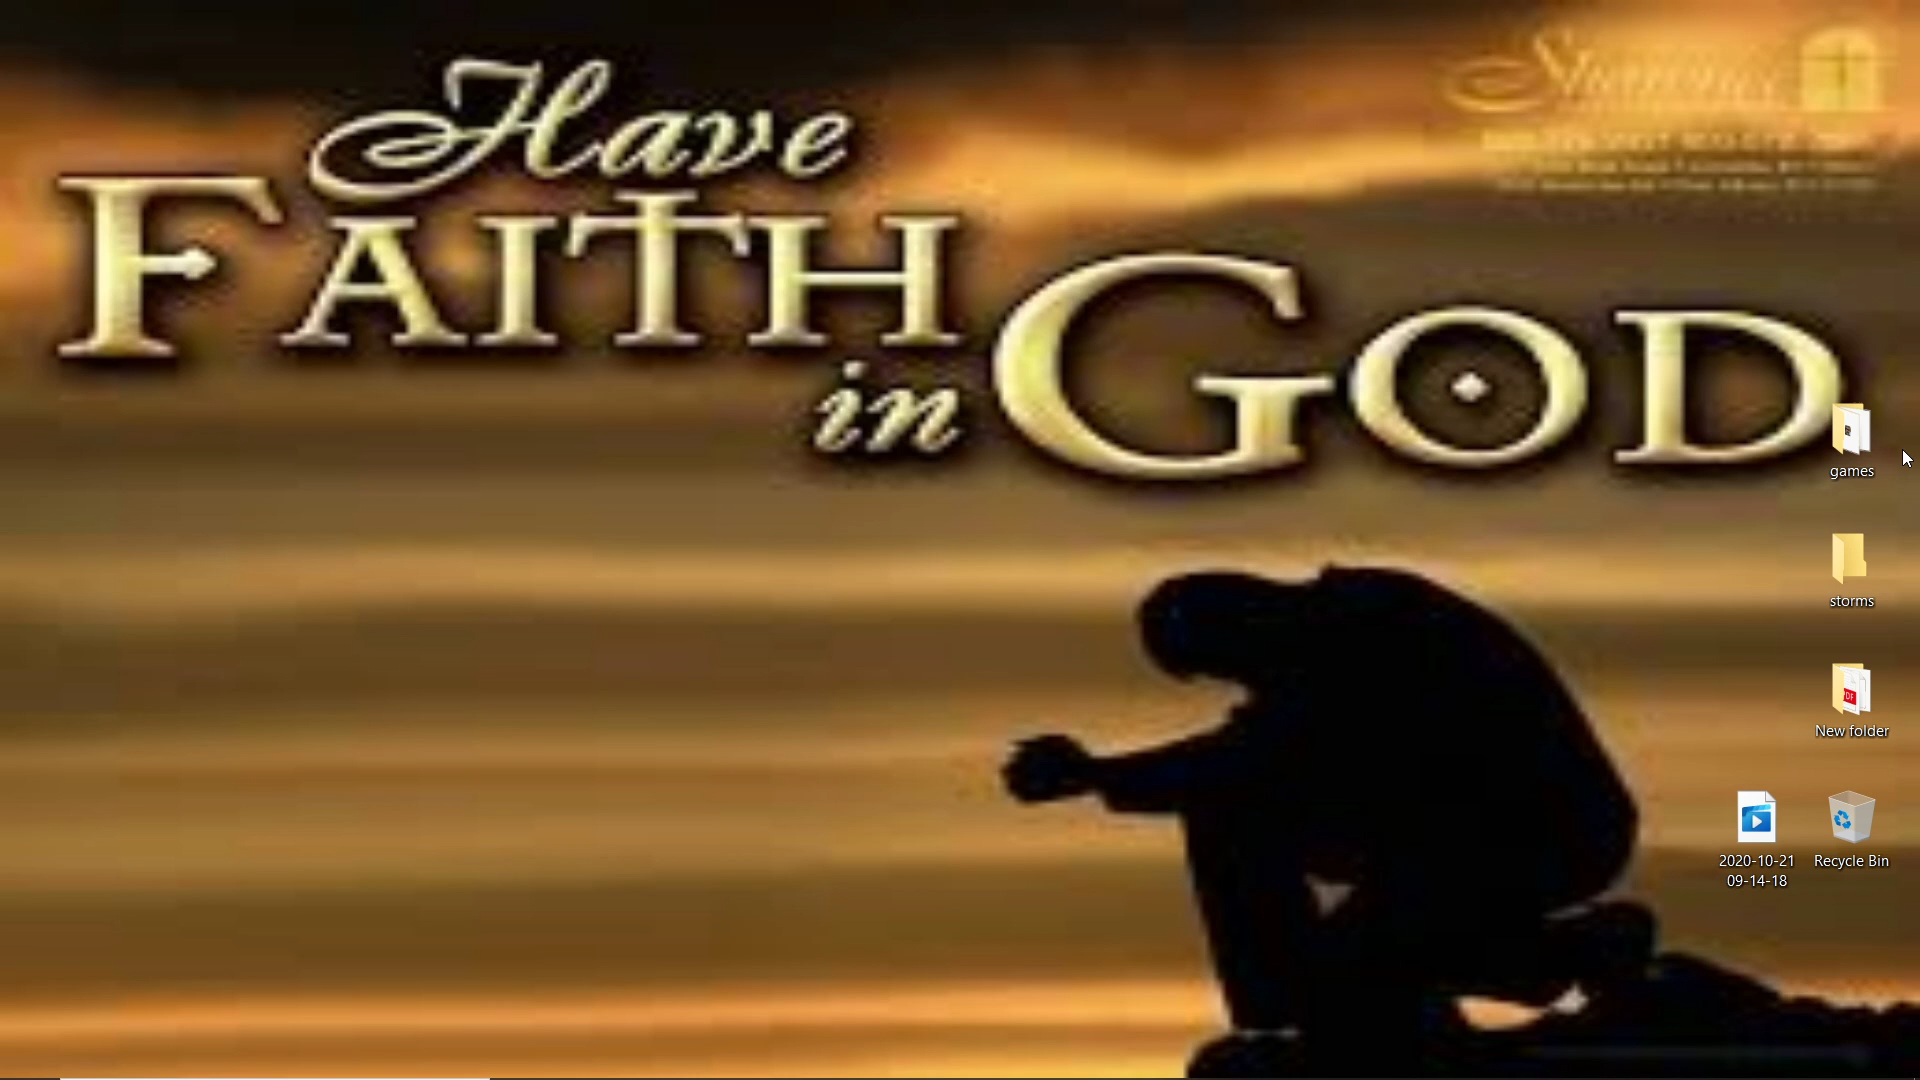 Have
FAITH
in GOD
games
storms
New folder
2020-10-21
09-14-18
Recycle Bin